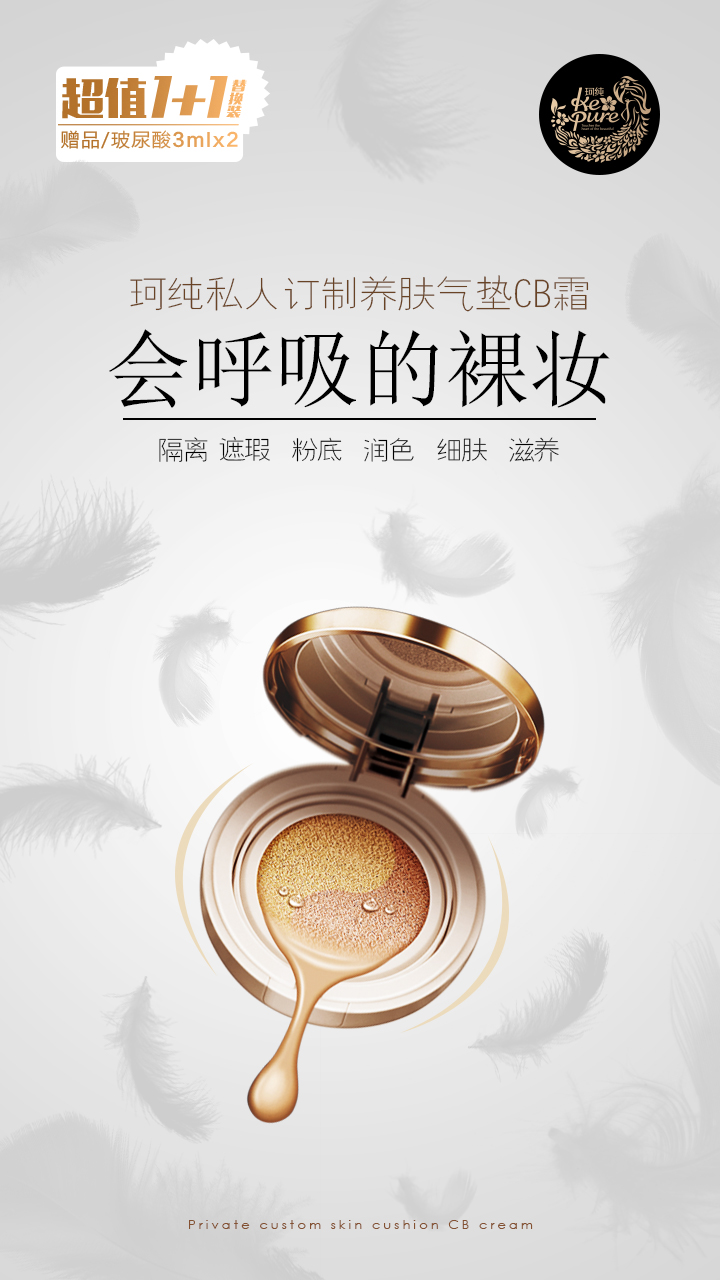 超值1+1替换装
赠品/玻尿酸3mlx2
珂纯
Ke
Pure
珂纯私人订制养肤气垫CB霜
会呼吸的裸妆
隔离 遮瑕 粉底 润色 细肤 滋养
Private custom skin cushion CB cream